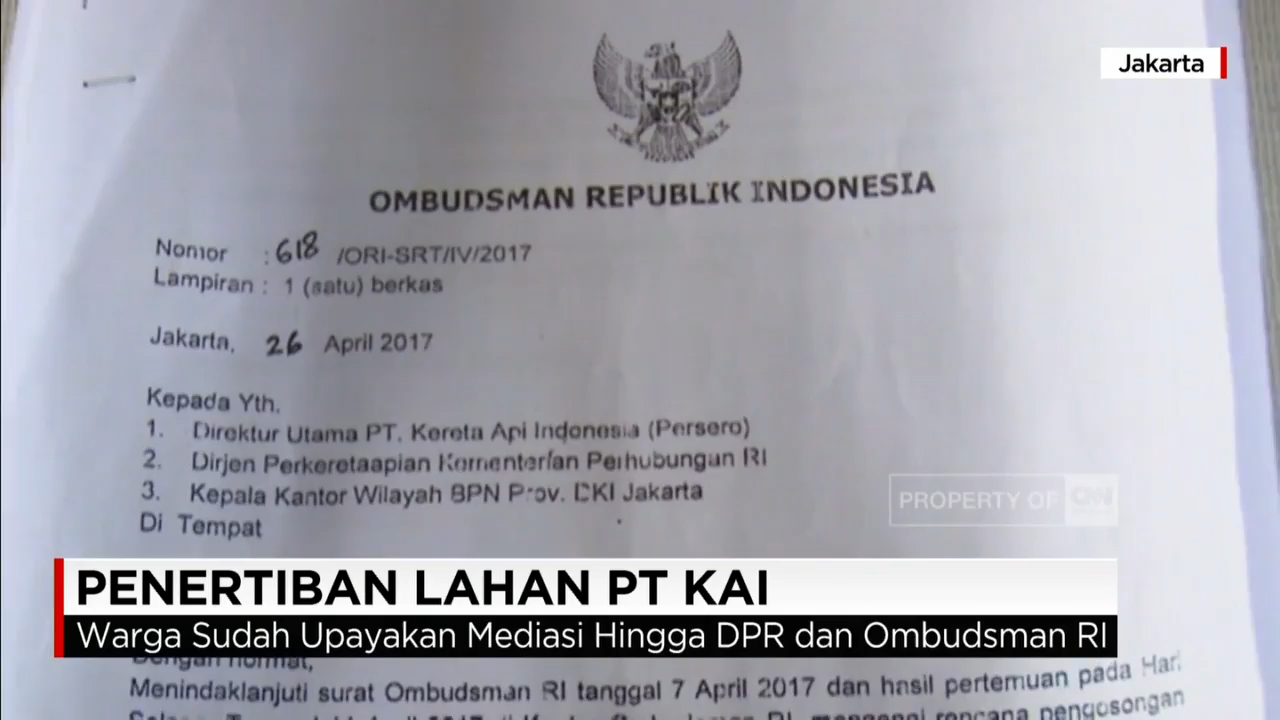 Jakarta
OMBUDSMAN REPUBLIK INDONESIA
Nomor : 618 /ORI-SRT/IV/2017
Lampiran : 1 (satu) berkas
Jakarta, 26 April 2017
Kepada Yth.
1. Direktur Utama PT. Kereta Api Indonesia (Persero)
2. Dirjen Perkeretaapian Kementerian Perhubungan RI
3. Kepala Kantor Wilayah BPN Prov. DKI Jakarta
Di Tempat
PROPERTY OF CNN
PENERTIBAN LAHAN PT KAI
Warga Sudah Upayakan Mediasi Hingga DPR dan Ombudsman RI
Dengan hormat,
Menindaklanjuti surat Ombudsman RI tanggal 7 April 2017 dan hasil pertemuan pada Hari
rencana pengosongan